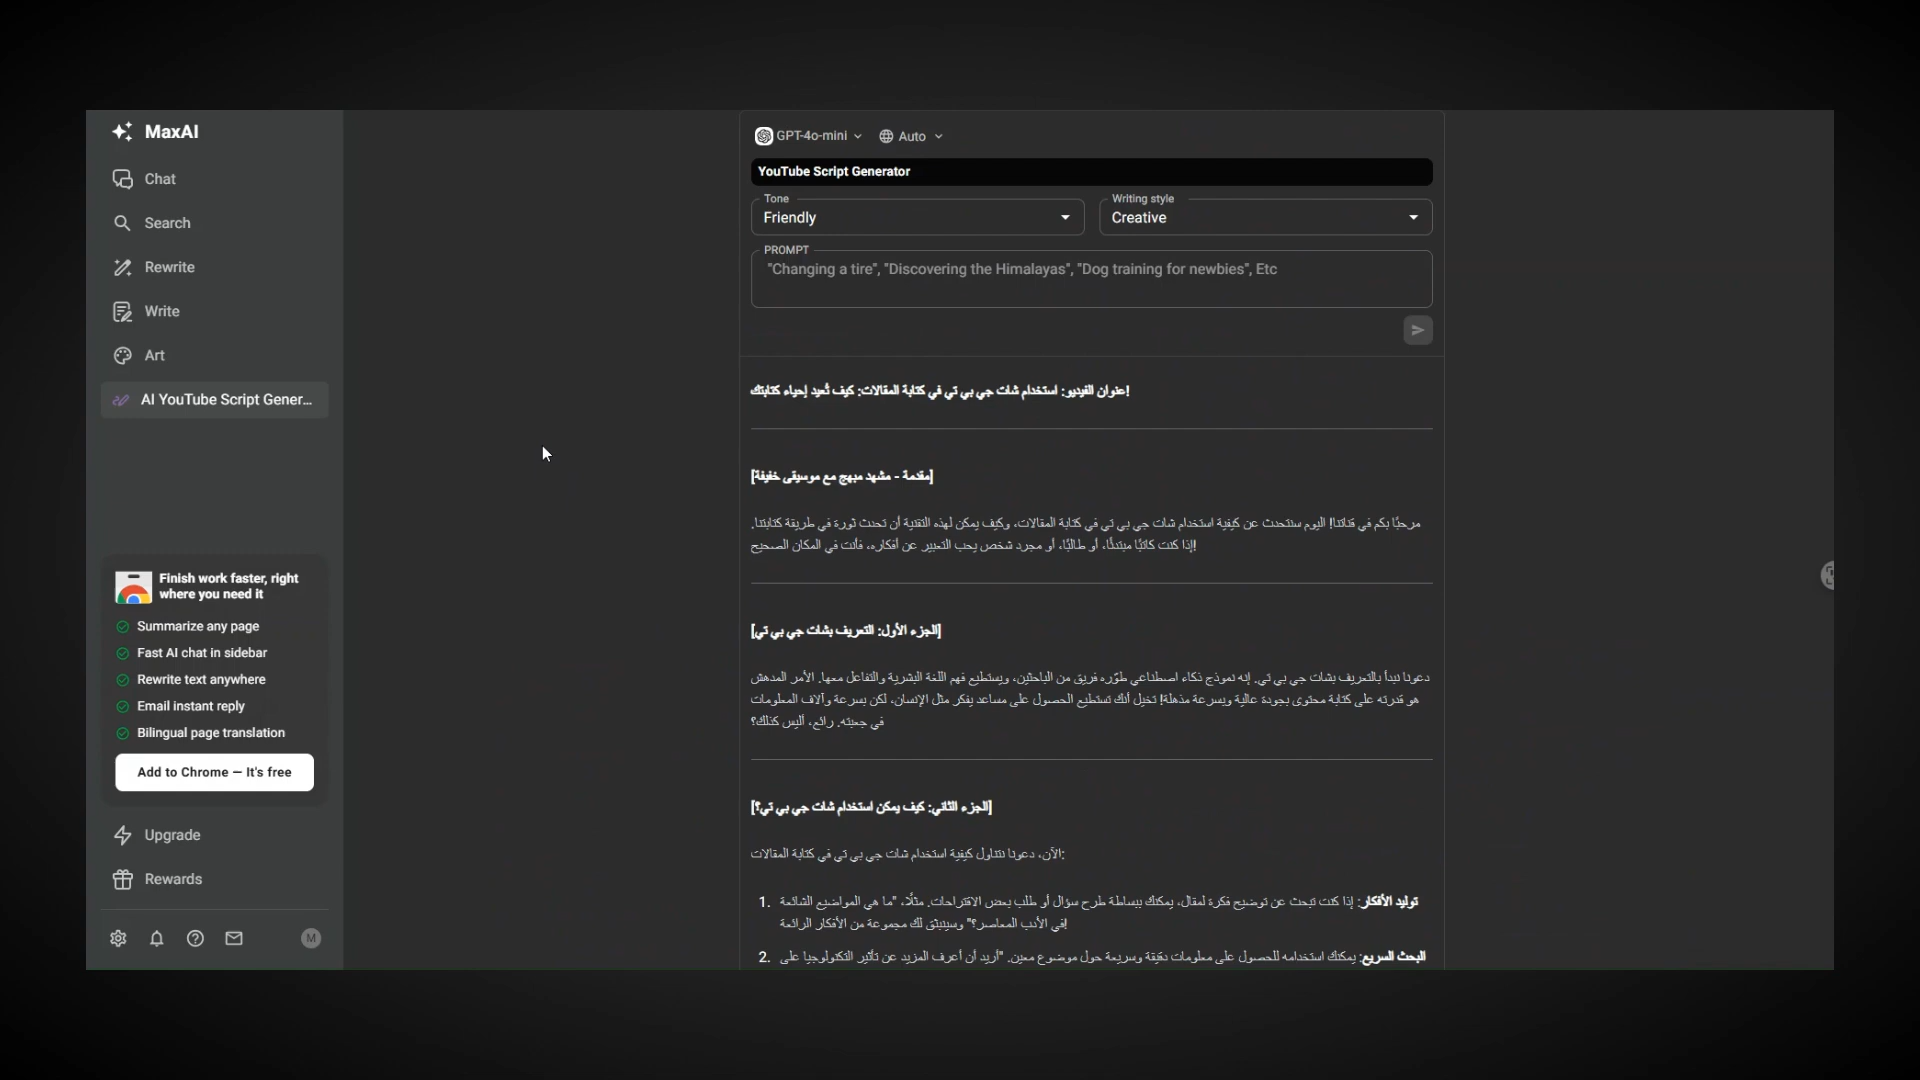 MaxAI
Chat
Search
Rewrite
Write
Art
AI YouTube Script Gener...
Finish work faster, right
where you need it
Summarize any page
Fast AI chat in sidebar
Rewrite text anywhere
Email instant reply
Bilingual page translation
Add to Chrome — It's free
Upgrade
Rewards
M
GPT-4o-mini
Auto
YouTube Script Generator
Tone
Friendly
Writing style
Creative
PROMPT
"Changing a tire", "Discovering the Himalayas", "Dog training for newbies", Etc
عنوان الفيديو: استخدام شات جي بي تي في كتابة المقالات: كيف تُعيد إحياء كتابتك!
[مقدمة - مشهد مبهج مع موسيقى خفيفة]
مرحبًا بكم في قناتنا! اليوم سنتحدث عن كيفية استخدام شات جي بي تي في كتابة المقالات، وكيف يمكن لهذه التقنية أن تحدث ثورة في طريقة كتابتنا.
إذا كنت كاتبًا مبتدئًا، أو طالبًا، أو مجرد شخص يحب التعبير عن أفكاره، فأنت في المكان الصحيح!
[الجزء الأول: التعريف بشات جي بي تي]
دعونا نبدأ بالتعريف بشات جي بي تي. إنه نموذج ذكاء اصطناعي طوّره فريق من الباحثين، ويستطيع فهم اللغة البشرية والتفاعل معها. الأمر المدهش
هو قدرته على كتابة محتوى بجودة عالية وبسرعة مذهلة! تخيل أنك تستطيع الحصول على مساعد يفكر مثل الإنسان، لكن بسرعة وآلاف المعلومات
في جعبته. رائع، أليس كذلك؟
[الجزء الثاني: كيف يمكن استخدام شات جي بي تي؟]
الآن، دعونا نتناول كيفية استخدام شات جي بي تي في كتابة المقالات:
1. توليد الأفكار: إذا كنت تبحث عن توضيح فكرة لمقال، يمكنك ببساطة طرح سؤال أو طلب بعض الاقتراحات. مثلًا، "ما هي المواضيع الشائعة
في الأدب المعاصر؟" وسينبثق لك مجموعة من الأفكار الرائعة!
2. البحث السريع: يمكنك استخدامه للحصول على معلومات دقيقة وسريعة حول موضوع معين. "أريد أن أعرف المزيد عن تأثير التكنولوجيا على